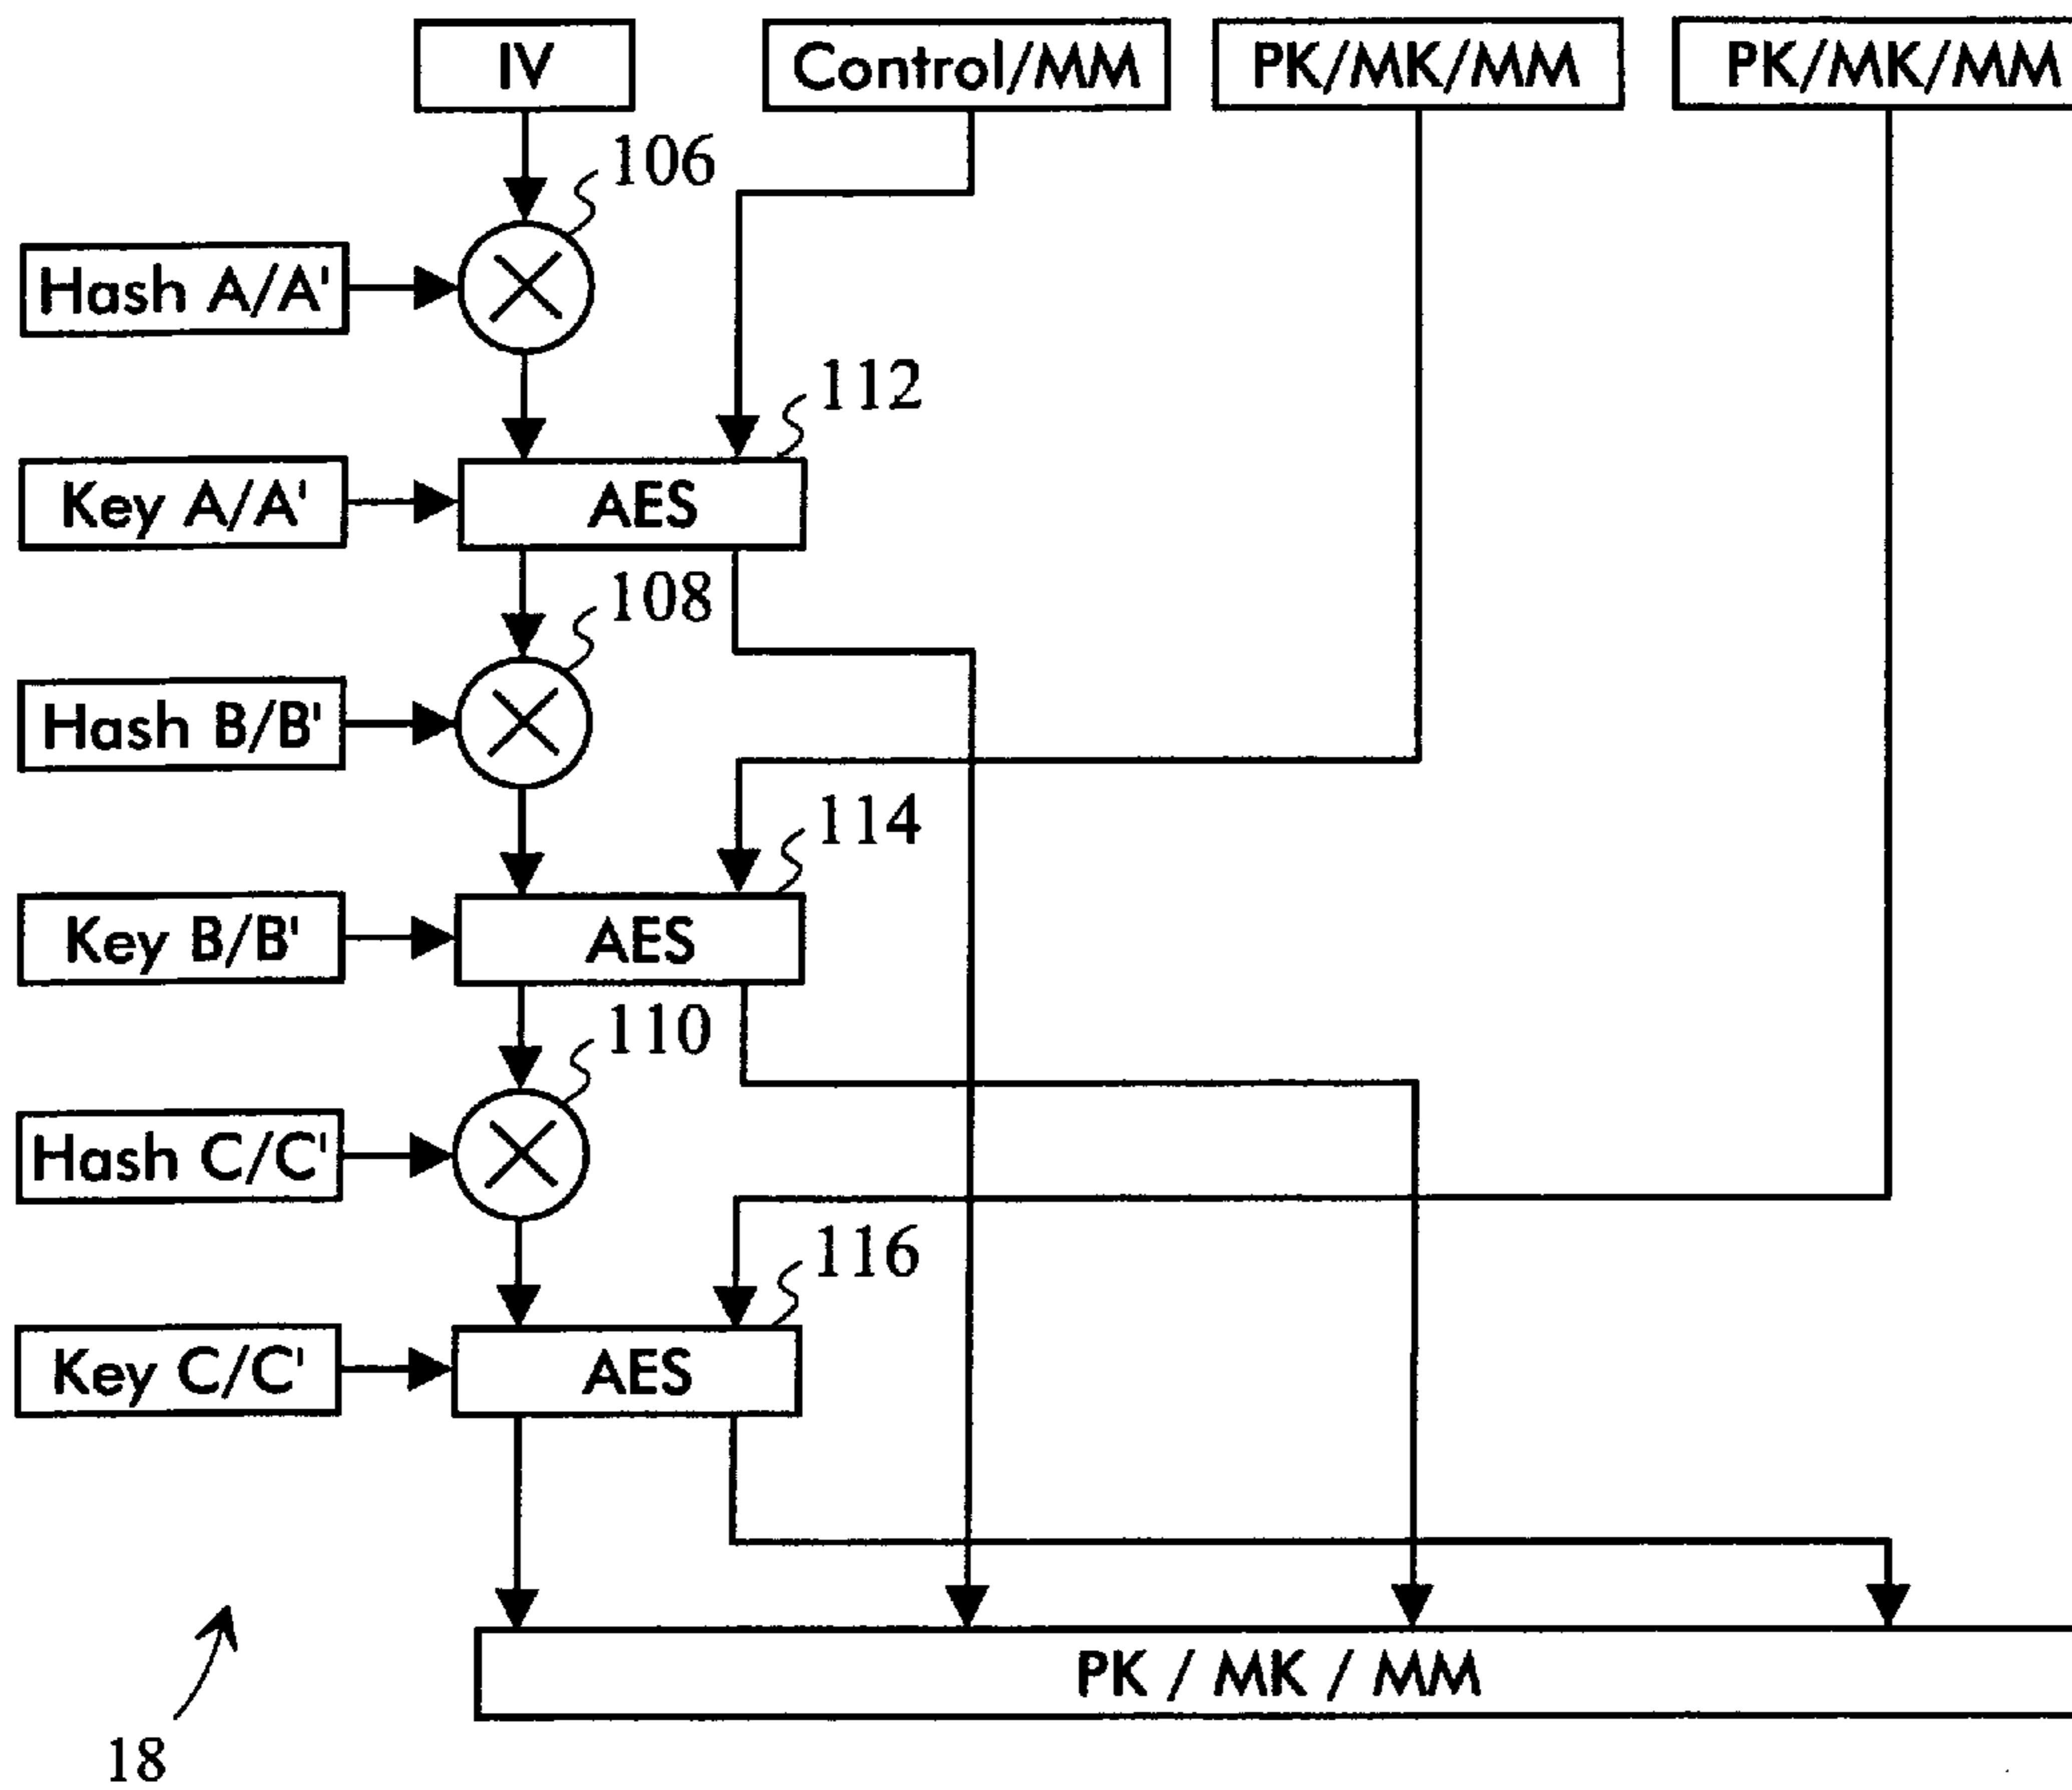 IV
Control/MM
PK/MK/MM
PK/MK/MM
106
Hash A/A'
112
Key A/A'
AES
108
Hash B/B'
114
Key B/B'
AES
110
Hash C/C'
116
Key C/C'
AES
PK / MK / MM
18